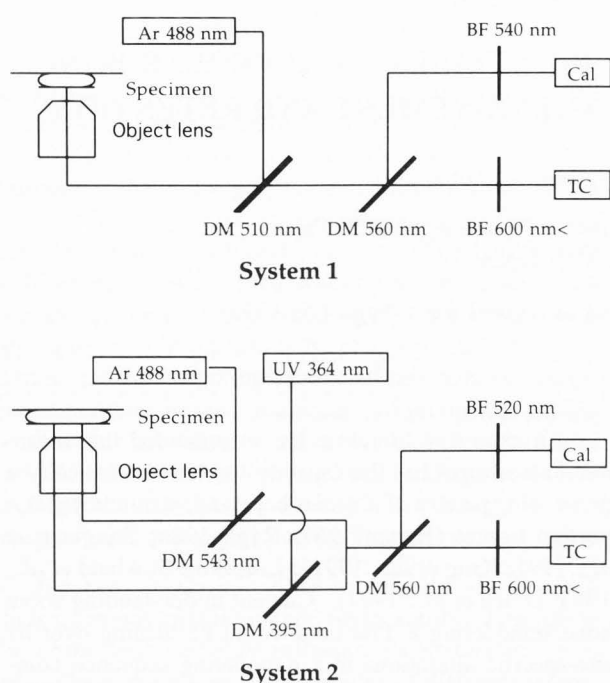 Ar 488 nm
BF 540 nm
Cal
Specimen
Object lens
TC
DM 510 nm
DM 560 nm
BF 600 nm<
System 1
Ar 488 nm
UV 364 nm
BF 520 nm
Cal
Specimen
Object lens
TC
DM 543 nm
DM 560 nm
BF 600 nm<
DM 395 nm
System 2